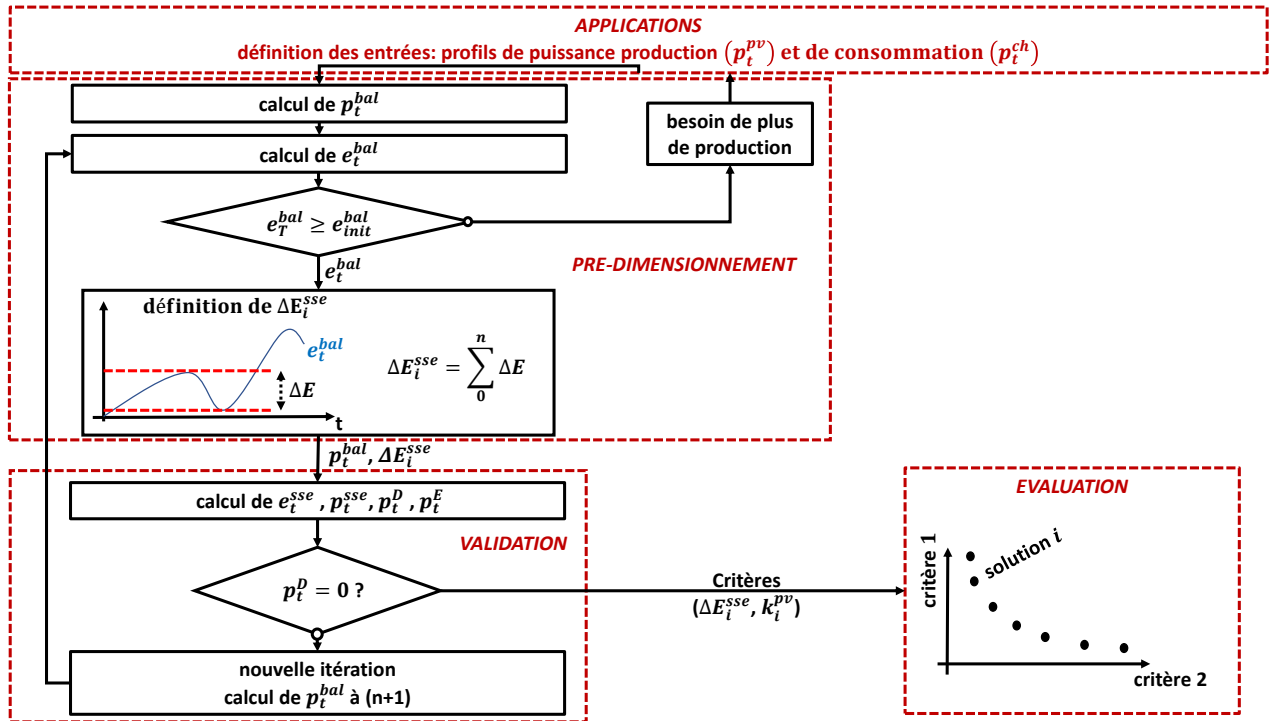 APPLICATIONS
définition des entrées: profils de puissance production (p_t^{pv}) et de consommation (p_t^{ch})
calcul de p_t^{bal}
besoin de plus
de production
calcul de e_t^{bal}
e_T^{bal} ≥ e_{init}^{bal}
e_t^{bal}
PRE-DIMENSIONNEMENT
définition de ΔE_i^{sse}
e_t^{bal}
ΔE_i^{sse} = \sum_0^n ΔE
ΔE
t
p_t^{bal}, ΔE_i^{sse}
calcul de e_t^{sse}, p_t^{sse}, p_t^D, p_t^E
VALIDATION
p_t^D = 0 ?
Critères
(ΔE_i^{sse}, k_i^{pv})
EVALUATION
critère 1
solution i
critère 2
nouvelle itération
calcul de p_t^{bal} à (n+1)